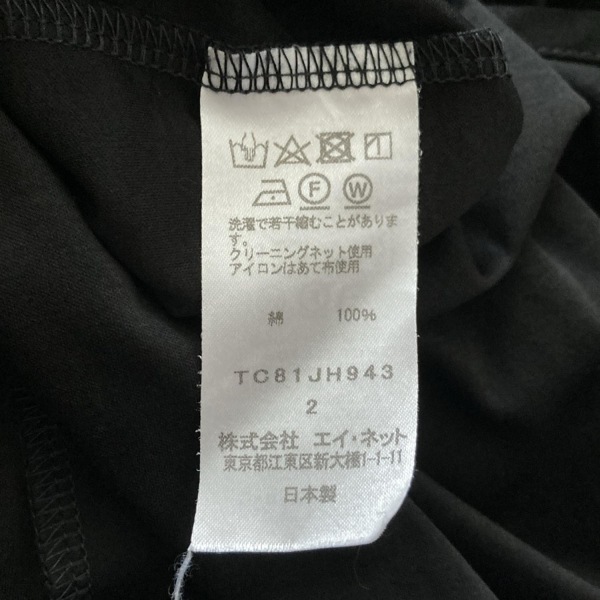 F W
洗濯で若干縮むことがありま
す。
クリーニングネット使用
アイロンはあて布使用
綿 100%
TC81JH943
2
株式会社 エイ・ネット
東京都江東区新大橋1-1-11
日本製